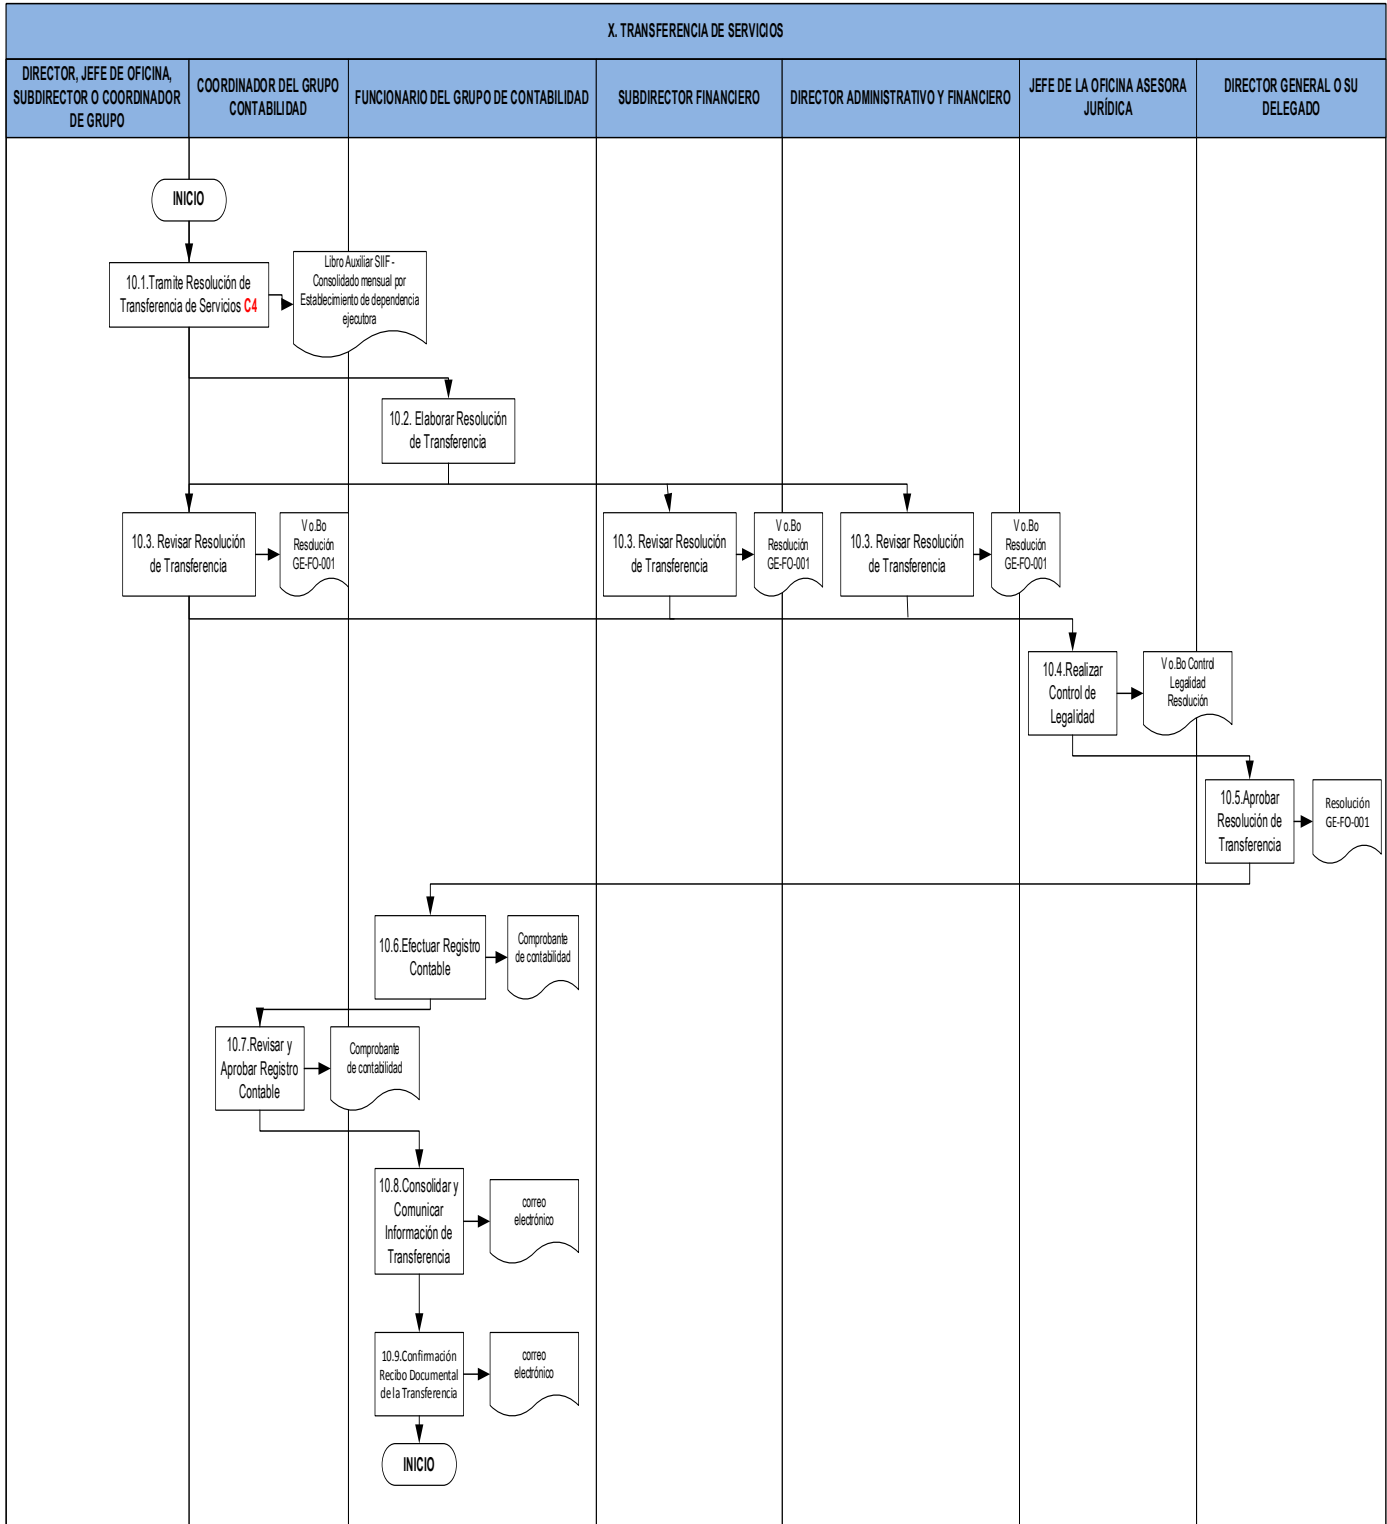 X. TRANSFERENCIA DE SERVICIOS
DIRECTOR, JEFE DE OFICINA,
SUBDIRECTOR O COORDINADOR
DE GRUPO
COORDINADOR DEL GRUPO
CONTABILIDAD
FUNCIONARIO DEL GRUPO DE CONTABILIDAD
SUBDIRECTOR FINANCIERO
DIRECTOR ADMINISTRATIVO Y FINANCIERO
JEFE DE LA OFICINA ASESORA
JURÍDICA
DIRECTOR GENERAL O SU
DELEGADO
INICIO
10.1.Tramite Resolución de
Transferencia de Servicios C4
Libro Auxiliar SIIF -
Consolidado mensual por
Establecimiento de dependencia
ejecutora
10.2. Elaborar Resolución
de Transferencia
10.3. Revisar Resolución
de Transferencia
V o.Bo
Resolución
GE-FO-001
10.3. Revisar Resolución
de Transferencia
V o.Bo
Resolución
GE-FO-001
10.3. Revisar Resolución
de Transferencia
V o.Bo
Resolución
GE-FO-001
10.4.Realizar
Control de
Legalidad
V o.Bo Control
Legalidad
Resolución
10.5.Aprobar
Resolución de
Transferencia
Resolución
GE-FO-001
10.6.Efectuar Registro
Contable
Comprobante
de contabilidad
10.7.Revisar y
Aprobar Registro
Contable
Comprobante
de contabilidad
10.8.Consolidar y
Comunicar
Información de
Transferencia
correo
electrónico
10.9.Confirmación
Recibo Documental
de la Transferencia
correo
electrónico
INICIO